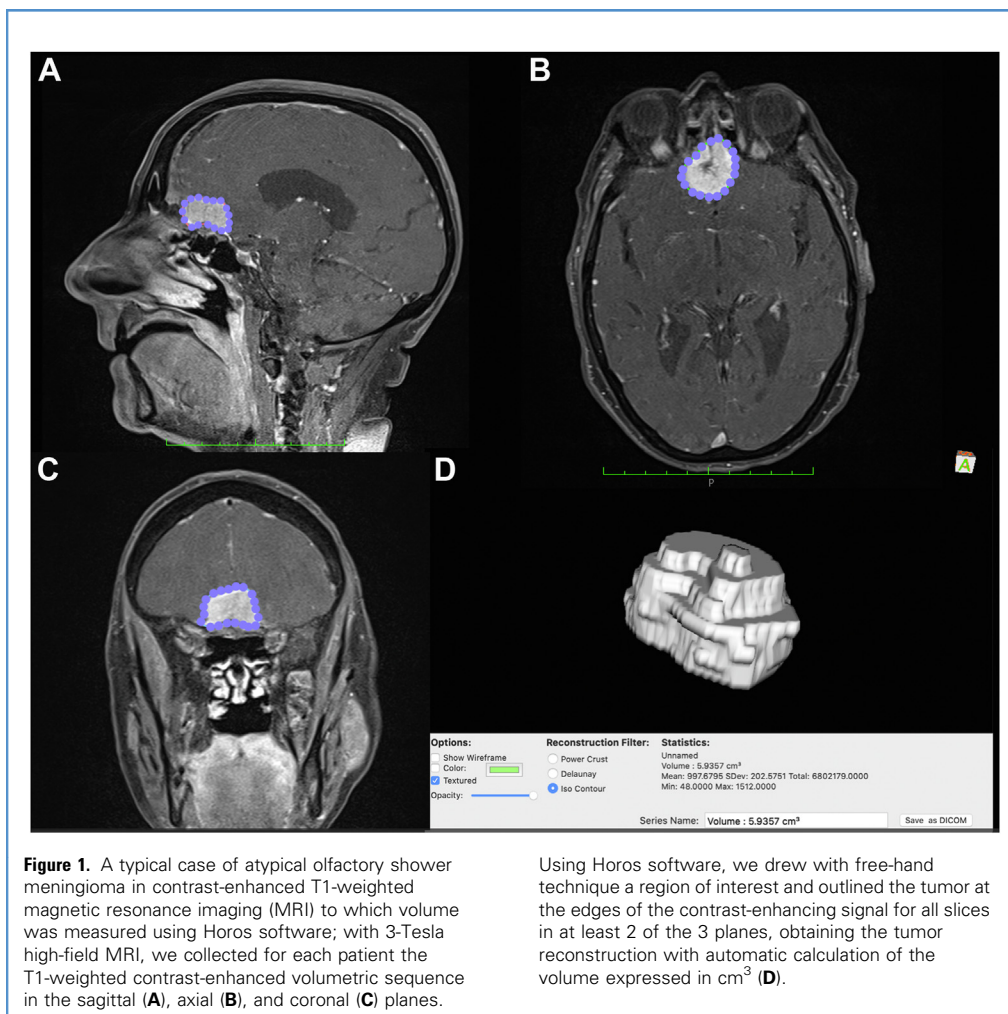 A
B
P
A
C
D
Options:
Show Wireframe
Color:
Textured
Opacity:
Reconstruction Filter:
Power Crust
Delaunay
Iso Contour
Statistics:
Unnamed
Volume : 5.9357 cm³
Mean: 997.6795 SDev: 202.5751 Total: 6802179.0000
Min: 48.0000 Max: 1512.0000
Series Name: Volume : 5.9357 cm³ Save as DICOM
Figure 1. A typical case of atypical olfactory shower
meningioma in contrast-enhanced T1-weighted
magnetic resonance imaging (MRI) to which volume
was measured using Horos software; with 3-Tesla
high-field MRI, we collected for each patient the
T1-weighted contrast-enhanced volumetric sequence
in the sagittal (A), axial (B), and coronal (C) planes.
Using Horos software, we drew with free-hand
technique a region of interest and outlined the tumor at
the edges of the contrast-enhancing signal for all slices
in at least 2 of the 3 planes, obtaining the tumor
reconstruction with automatic calculation of the
volume expressed in cm³ (D).